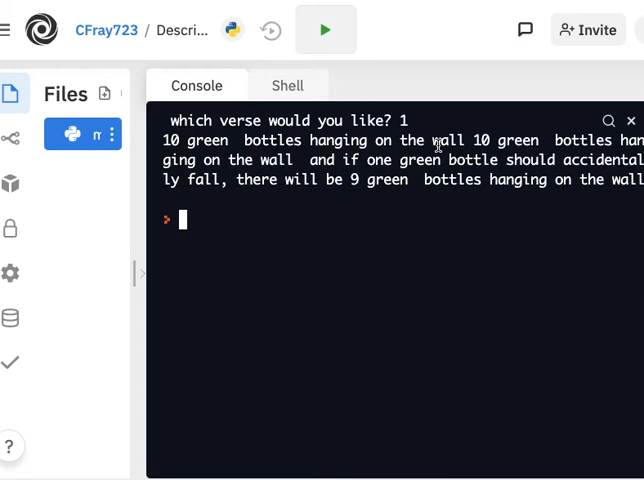 CFray723 / Descri...
Invite
Files
m
Console
Shell
which verse would you like? 1
10 green  bottles hanging on the wall 10 green  bottles han
ging on the wall  and if one green bottle should accidental
ly fall, there will be 9 green  bottles hanging on the wall
>
?